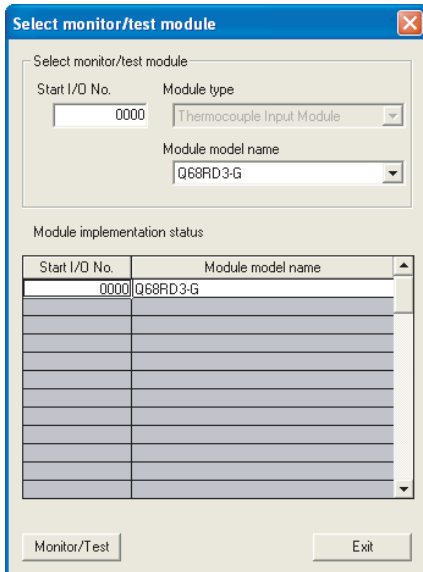 Select monitor/test module
Select monitor/test module
Start I/O No. Module type
0000 Thermocouple Input Module
Module model name
Q68RD3-G
Module implementation status
Start I/O No. Module model name
0000 Q68RD3-G
Monitor/Test Exit